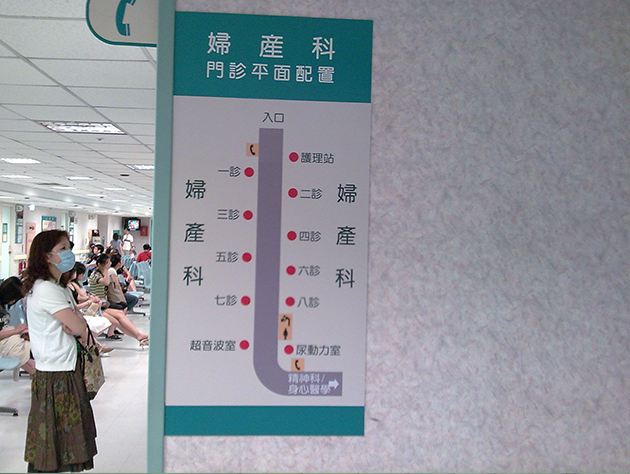 婦產科
門診平面配置
入口
護理站
一診
二診
三診
四診
五診
六診
七診
八診
婦產科
婦產科
超音波室
尿動力室
精神科/
身心醫學